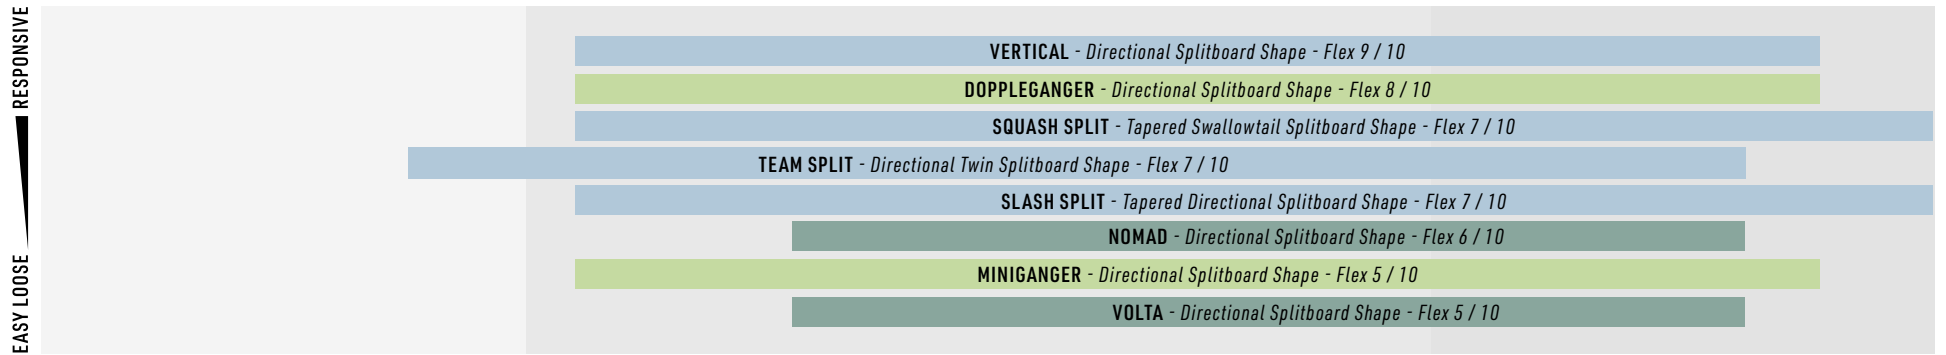 RESPONSIVE
EASY LOOSE
VERTICAL - Directional Splitboard Shape - Flex 9 / 10
DOPPLEGANGER - Directional Splitboard Shape - Flex 8 / 10
SQUASH SPLIT - Tapered Swallowtail Splitboard Shape - Flex 7 / 10
TEAM SPLIT - Directional Twin Splitboard Shape - Flex 7 / 10
SLASH SPLIT - Tapered Directional Splitboard Shape - Flex 7 / 10
NOMAD - Directional Splitboard Shape - Flex 6 / 10
MINIGANGER - Directional Splitboard Shape - Flex 5 / 10
VOLTA - Directional Splitboard Shape - Flex 5 / 10